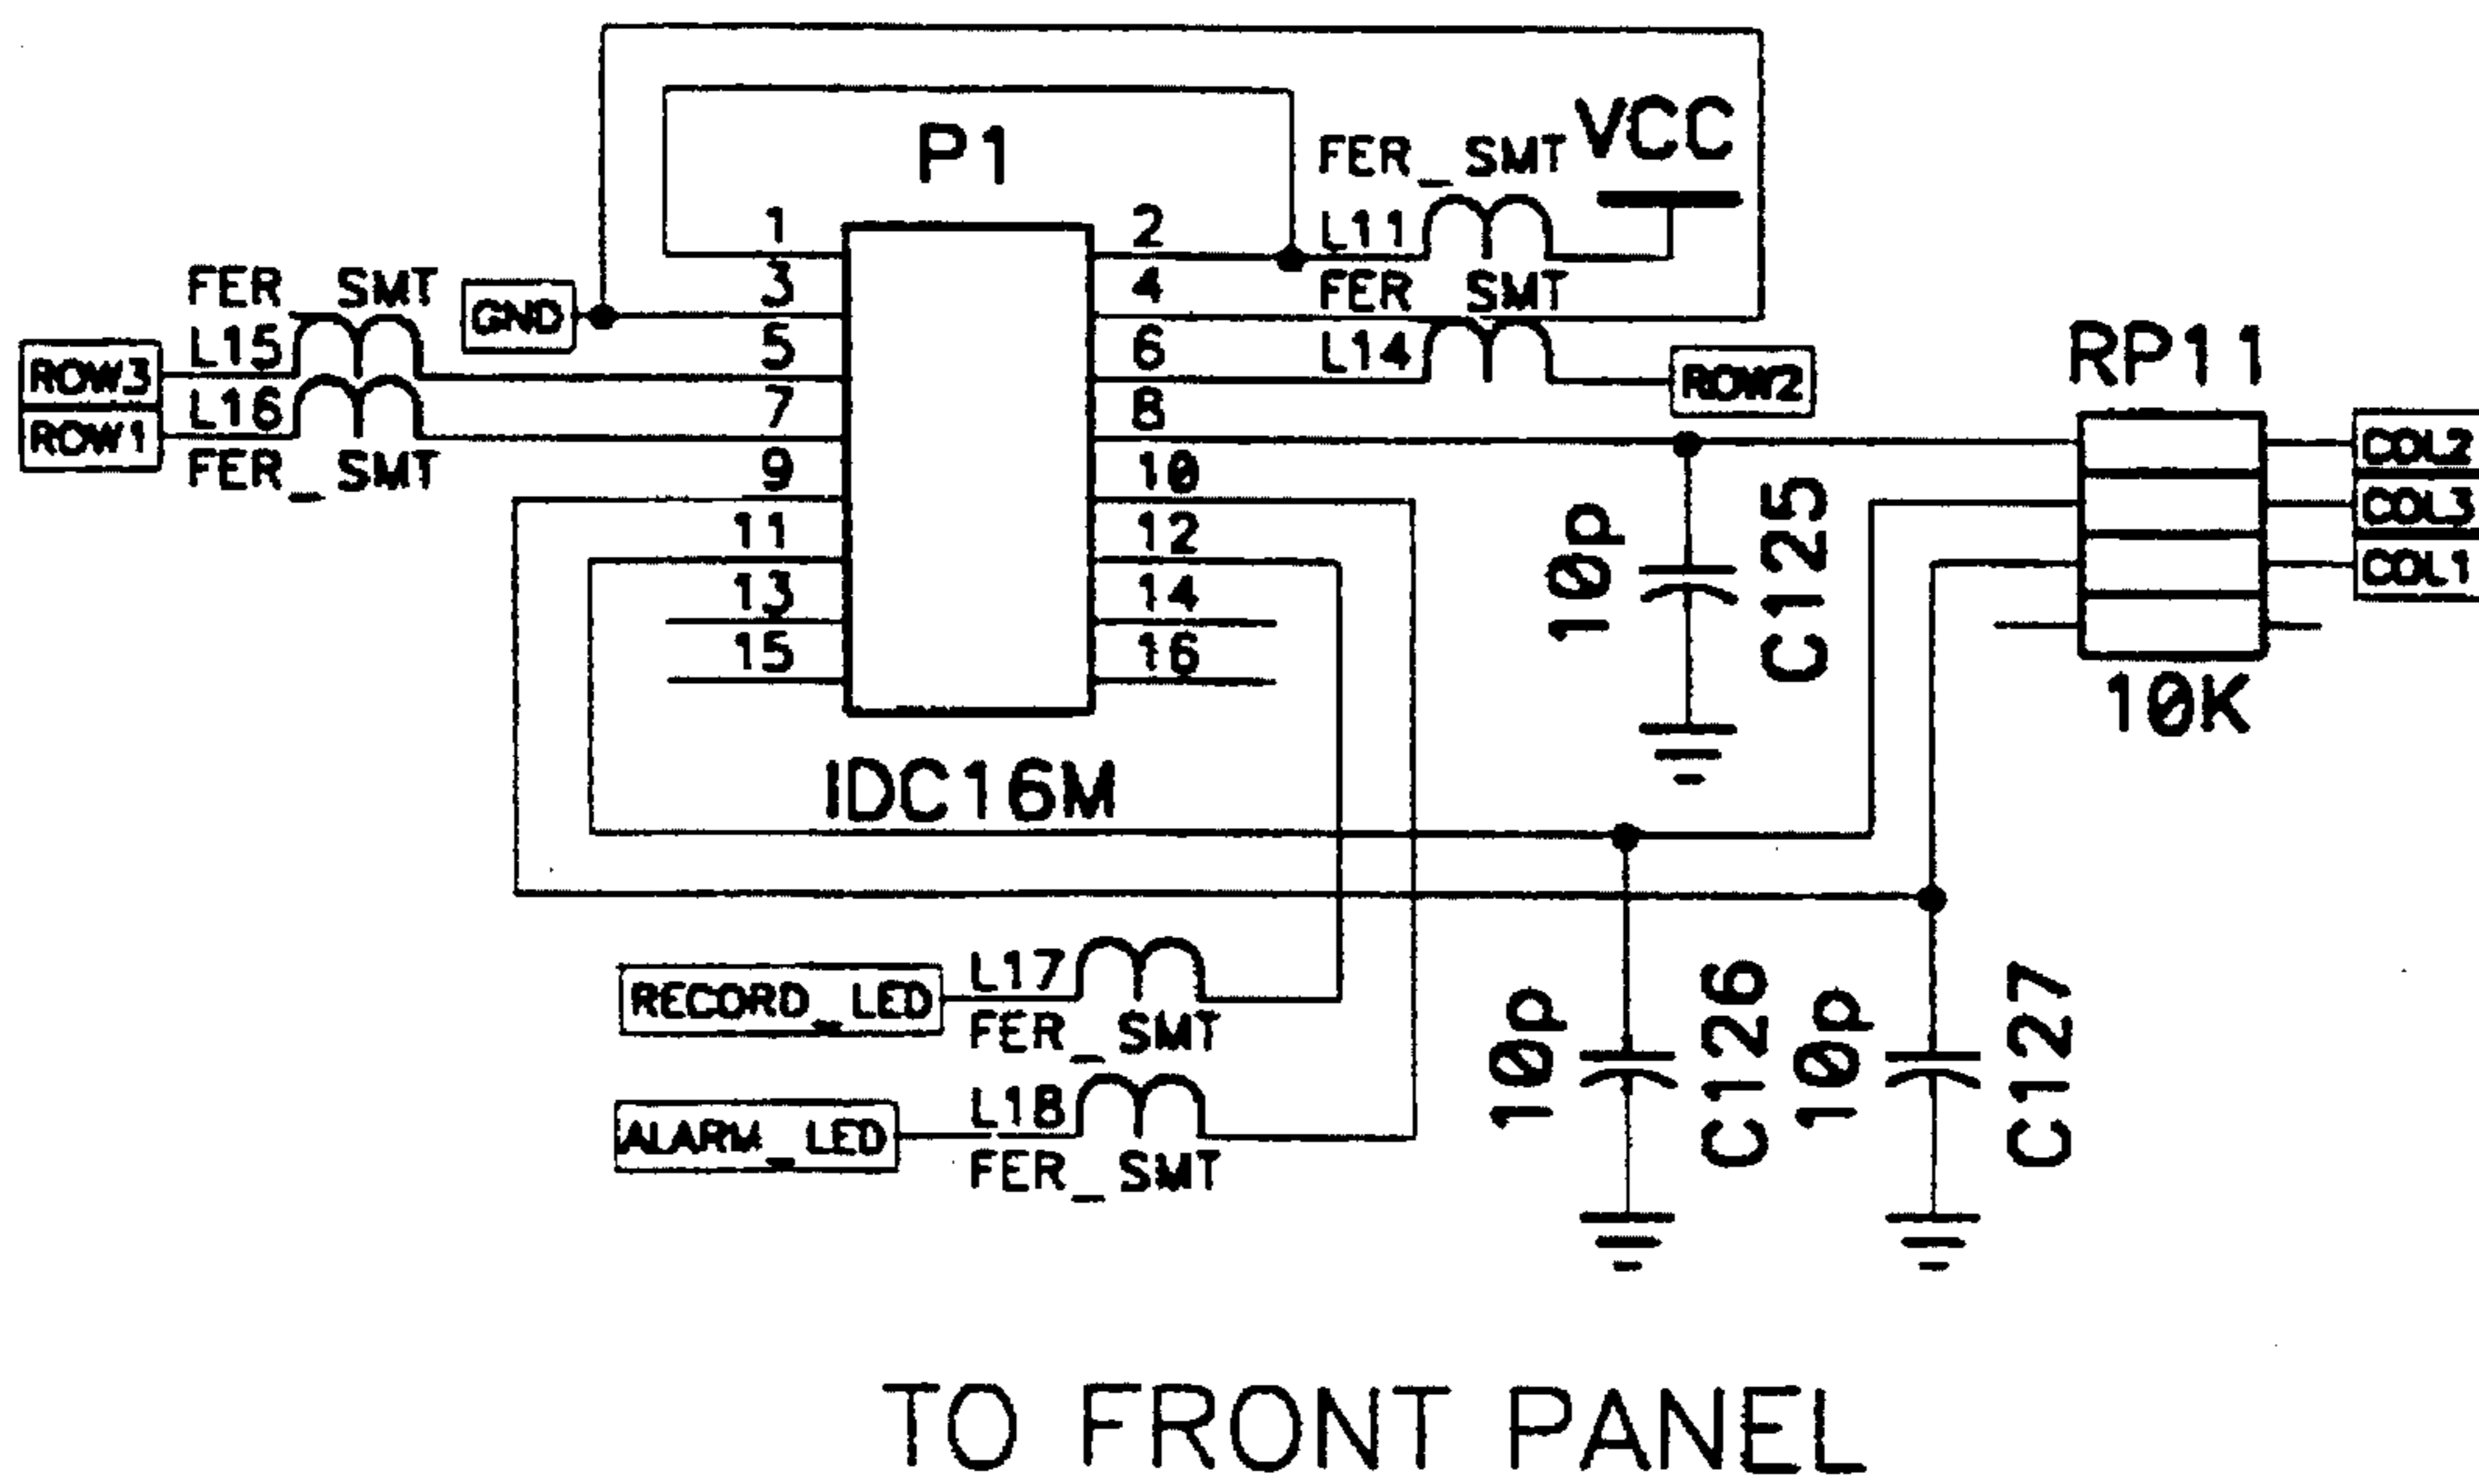 P1
VCC
FER_SMT
L11
1
2
3
4
FER_SMT
GND
FER_SMT
L15
L14
5
6
ROW3
ROW2
RP11
L16
7
8
ROW1
FER_SMT
9
10
COL2
COL3
COL1
11
12
13
14
15
16
10p
C125
10K
IDC16M
RECORD_LED
L17
FER_SMT
ALARM_LED
L18
FER_SMT
10p
C126
10p
C127
TO FRONT PANEL